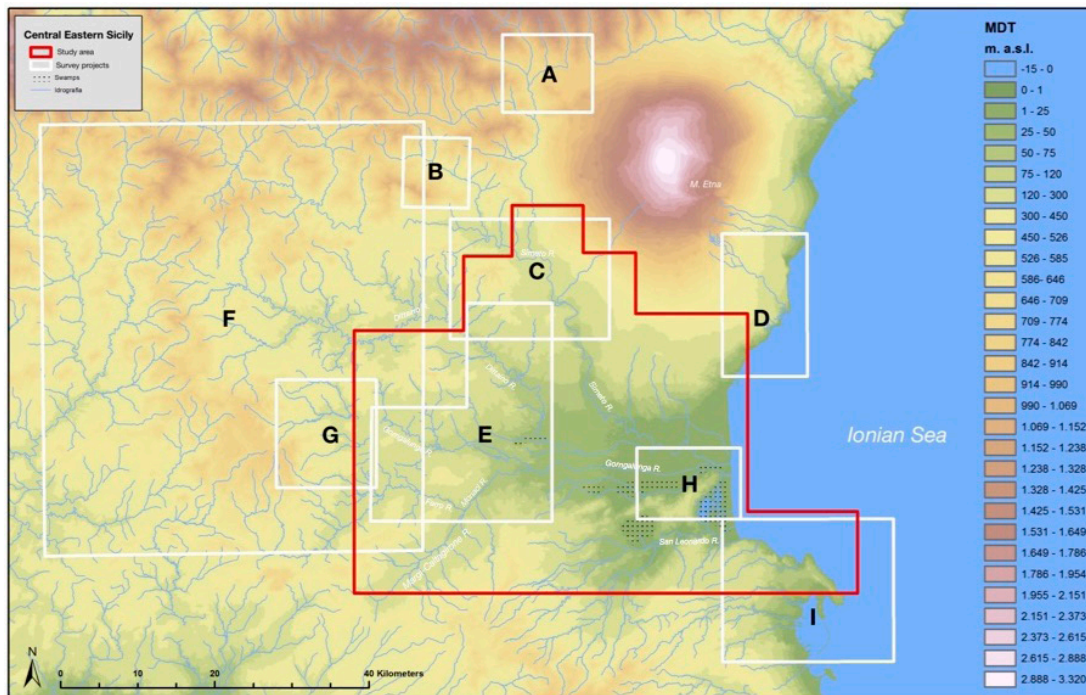 Central Eastern Sicily
Study area
Survey projects
Swamps
Idrografia
MDT
m. a.s.l.
-15 - 0
0 - 1
1 - 25
25 - 50
50 - 75
75 - 120
120 - 300
300 - 450
450 - 526
526 - 585
586- 646
646 - 709
709 - 774
774 - 842
842 - 914
914 - 990
990 - 1.069
1.069 - 1.152
1.152 - 1.238
1.238 - 1.328
1.328 - 1.425
1.425 - 1.531
1.531 - 1.649
1.649 - 1.786
1.786 - 1.954
1.955 - 2.151
2.151 - 2.373
2.373 - 2.615
2.615 - 2.888
2.888 - 3.320
A
B
M. Etna
C
D
F
Dittaino R.
Simeto R.
E
G
Ionian Sea
Gornalunga R.
H
San Leonardo R.
I
N
0 10 20 40 Kilometers